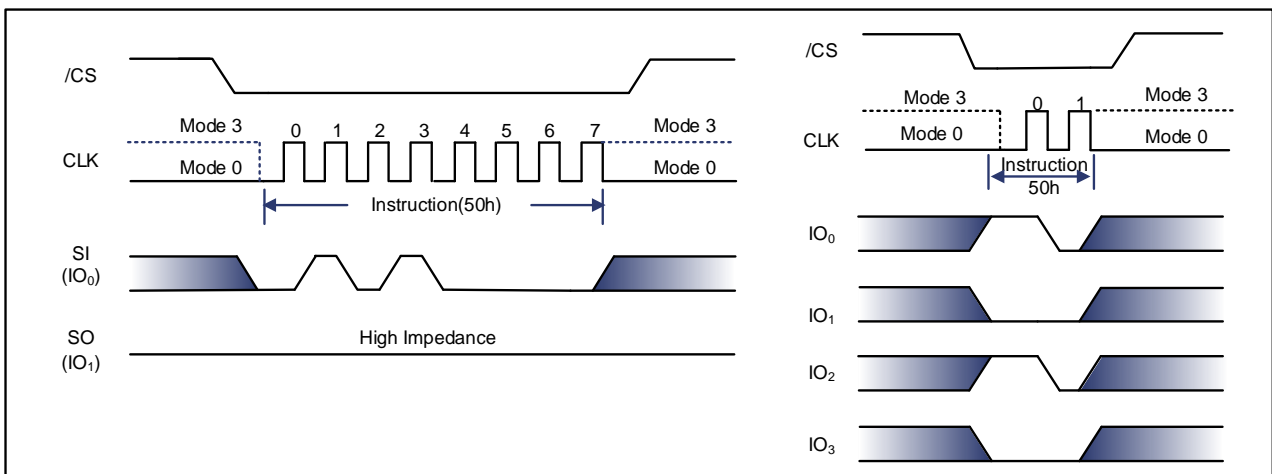 /CS
Mode 3 0 1 2 3 4 5 6 7 Mode 3
CLK Mode 0 Mode 0
Instruction(50h)
SI
(IO₀)
SO
(IO₁)
High Impedance
/CS
Mode 3 0 1 Mode 3
CLK Mode 0 Mode 0
Instruction
50h
IO₀
IO₁
IO₂
IO₃